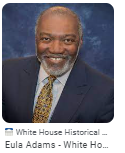 White House Historical ...
Eula Adams - White Ho...